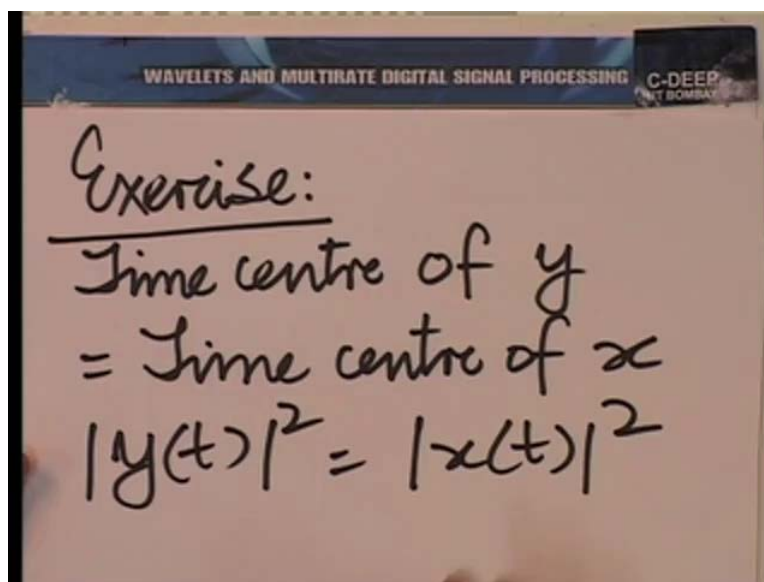 WAVELETS AND MULTIRATE DIGITAL SIGNAL PROCESSING
C-DEEP
IIT BOMBAY
Exercise:
Time centre of y
= Time centre of x
|y(t)|² = |x(t)|²